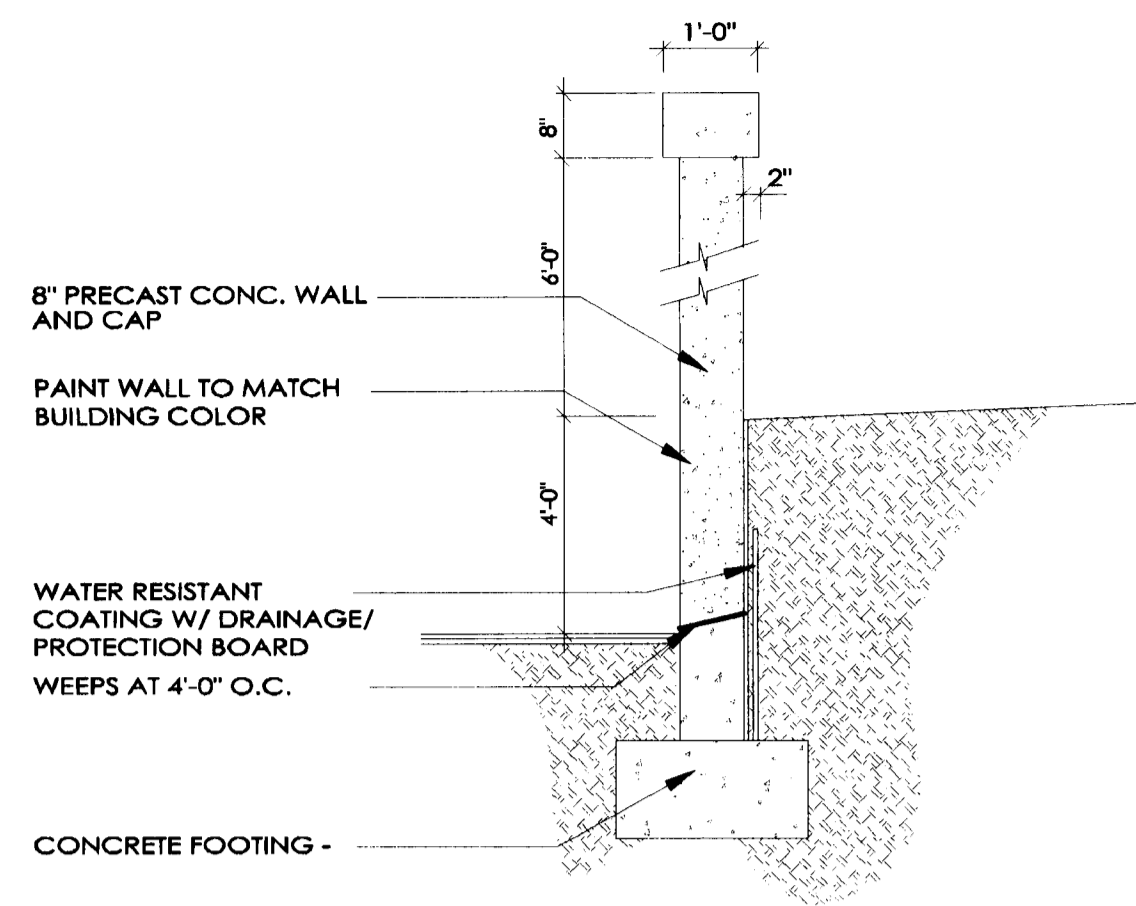 1'-0"
8"
2"
6'-0"
8" PRECAST CONC. WALL
AND CAP
PAINT WALL TO MATCH
BUILDING COLOR
4'-0"
WATER RESISTANT
COATING W/ DRAINAGE/
PROTECTION BOARD
WEEPS AT 4'-0" O.C.
CONCRETE FOOTING -